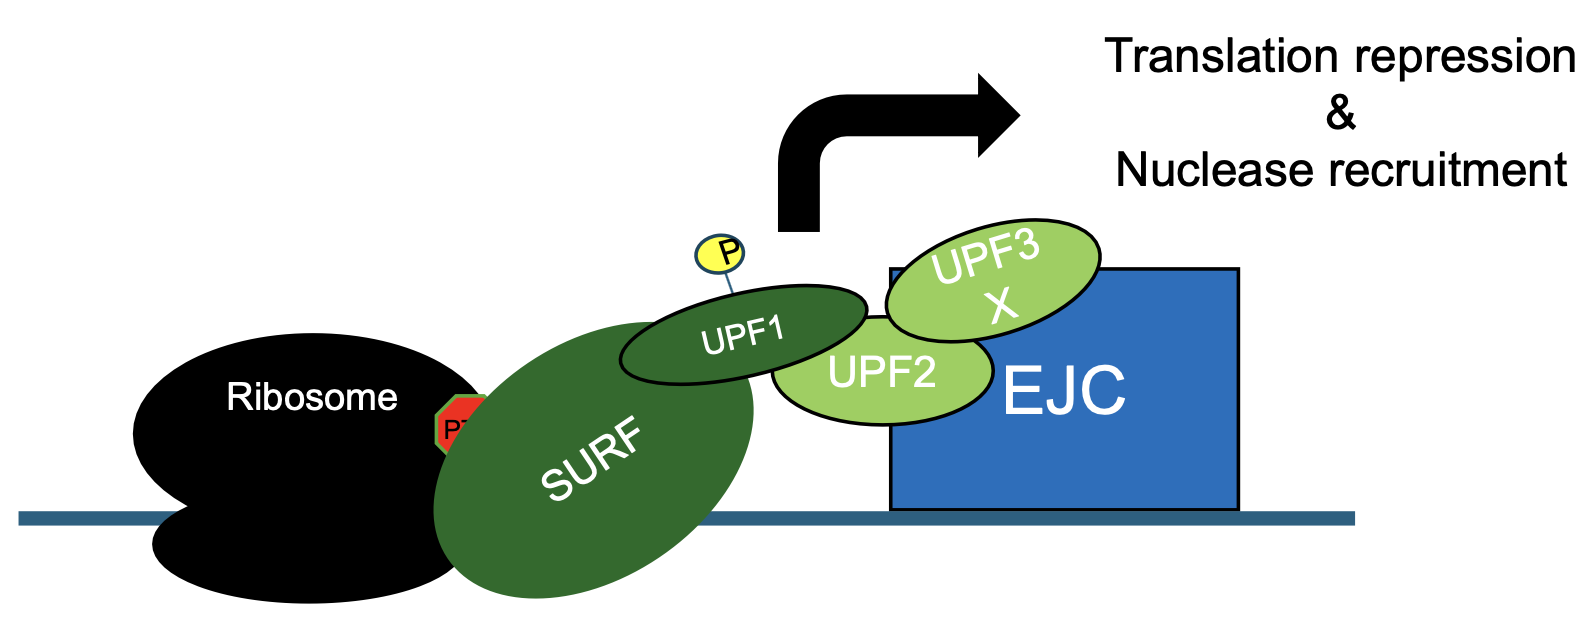 Translation repression
&
Nuclease recruitment
P
UPF3
X
UPF1
UPF2
EJC
Ribosome
SURF